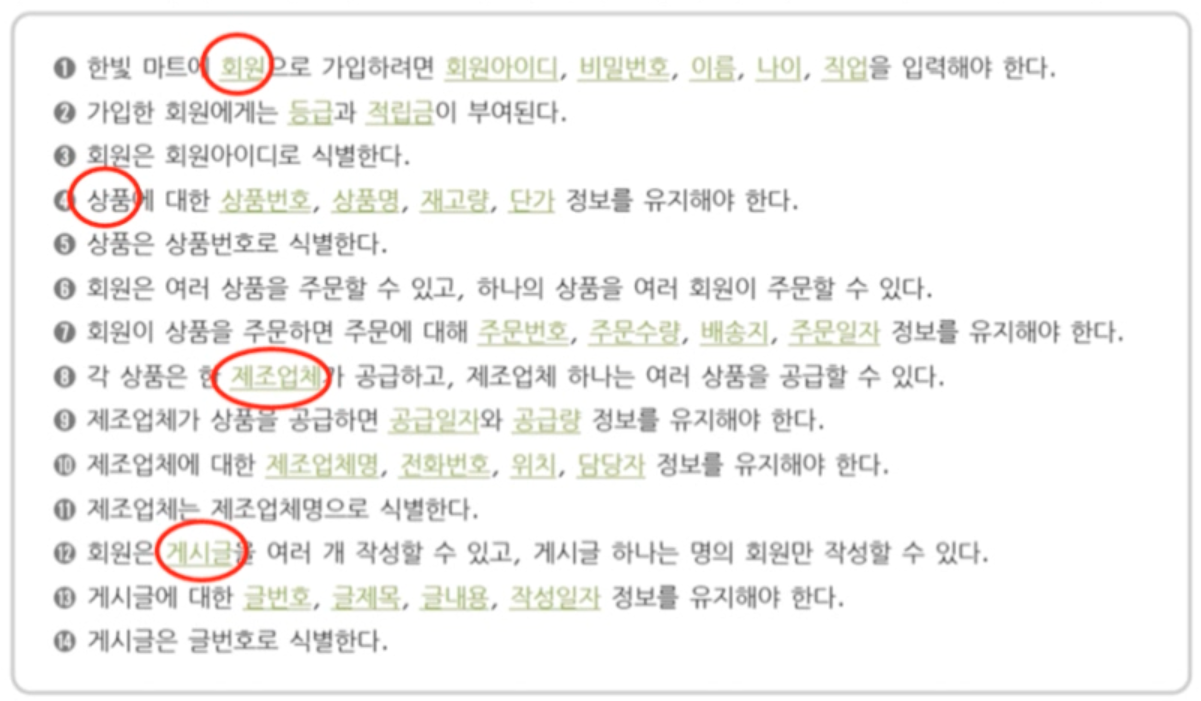 ❶ 한빛 마트에 회원으로 가입하려면 회원아이디, 비밀번호, 이름, 나이, 직업을 입력해야 한다.
❷ 가입한 회원에게는 등급과 적립금이 부여된다.
❸ 회원은 회원아이디로 식별한다.
❹ 상품에 대한 상품번호, 상품명, 재고량, 단가 정보를 유지해야 한다.
❺ 상품은 상품번호로 식별한다.
❻ 회원은 여러 상품을 주문할 수 있고, 하나의 상품을 여러 회원이 주문할 수 있다.
❼ 회원이 상품을 주문하면 주문에 대해 주문번호, 주문수량, 배송지, 주문일자 정보를 유지해야 한다.
❽ 각 상품은 한 제조업체가 공급하고, 제조업체 하나는 여러 상품을 공급할 수 있다.
❾ 제조업체가 상품을 공급하면 공급일자와 공급량 정보를 유지해야 한다.
❿ 제조업체에 대한 제조업체명, 전화번호, 위치, 담당자 정보를 유지해야 한다.
⓫ 제조업체는 제조업체명으로 식별한다.
⓬ 회원은 게시글을 여러 개 작성할 수 있고, 게시글 하나는 명의 회원만 작성할 수 있다.
⓭ 게시글에 대한 글번호, 글제목, 글내용, 작성일자 정보를 유지해야 한다.
⓮ 게시글은 글번호로 식별한다.